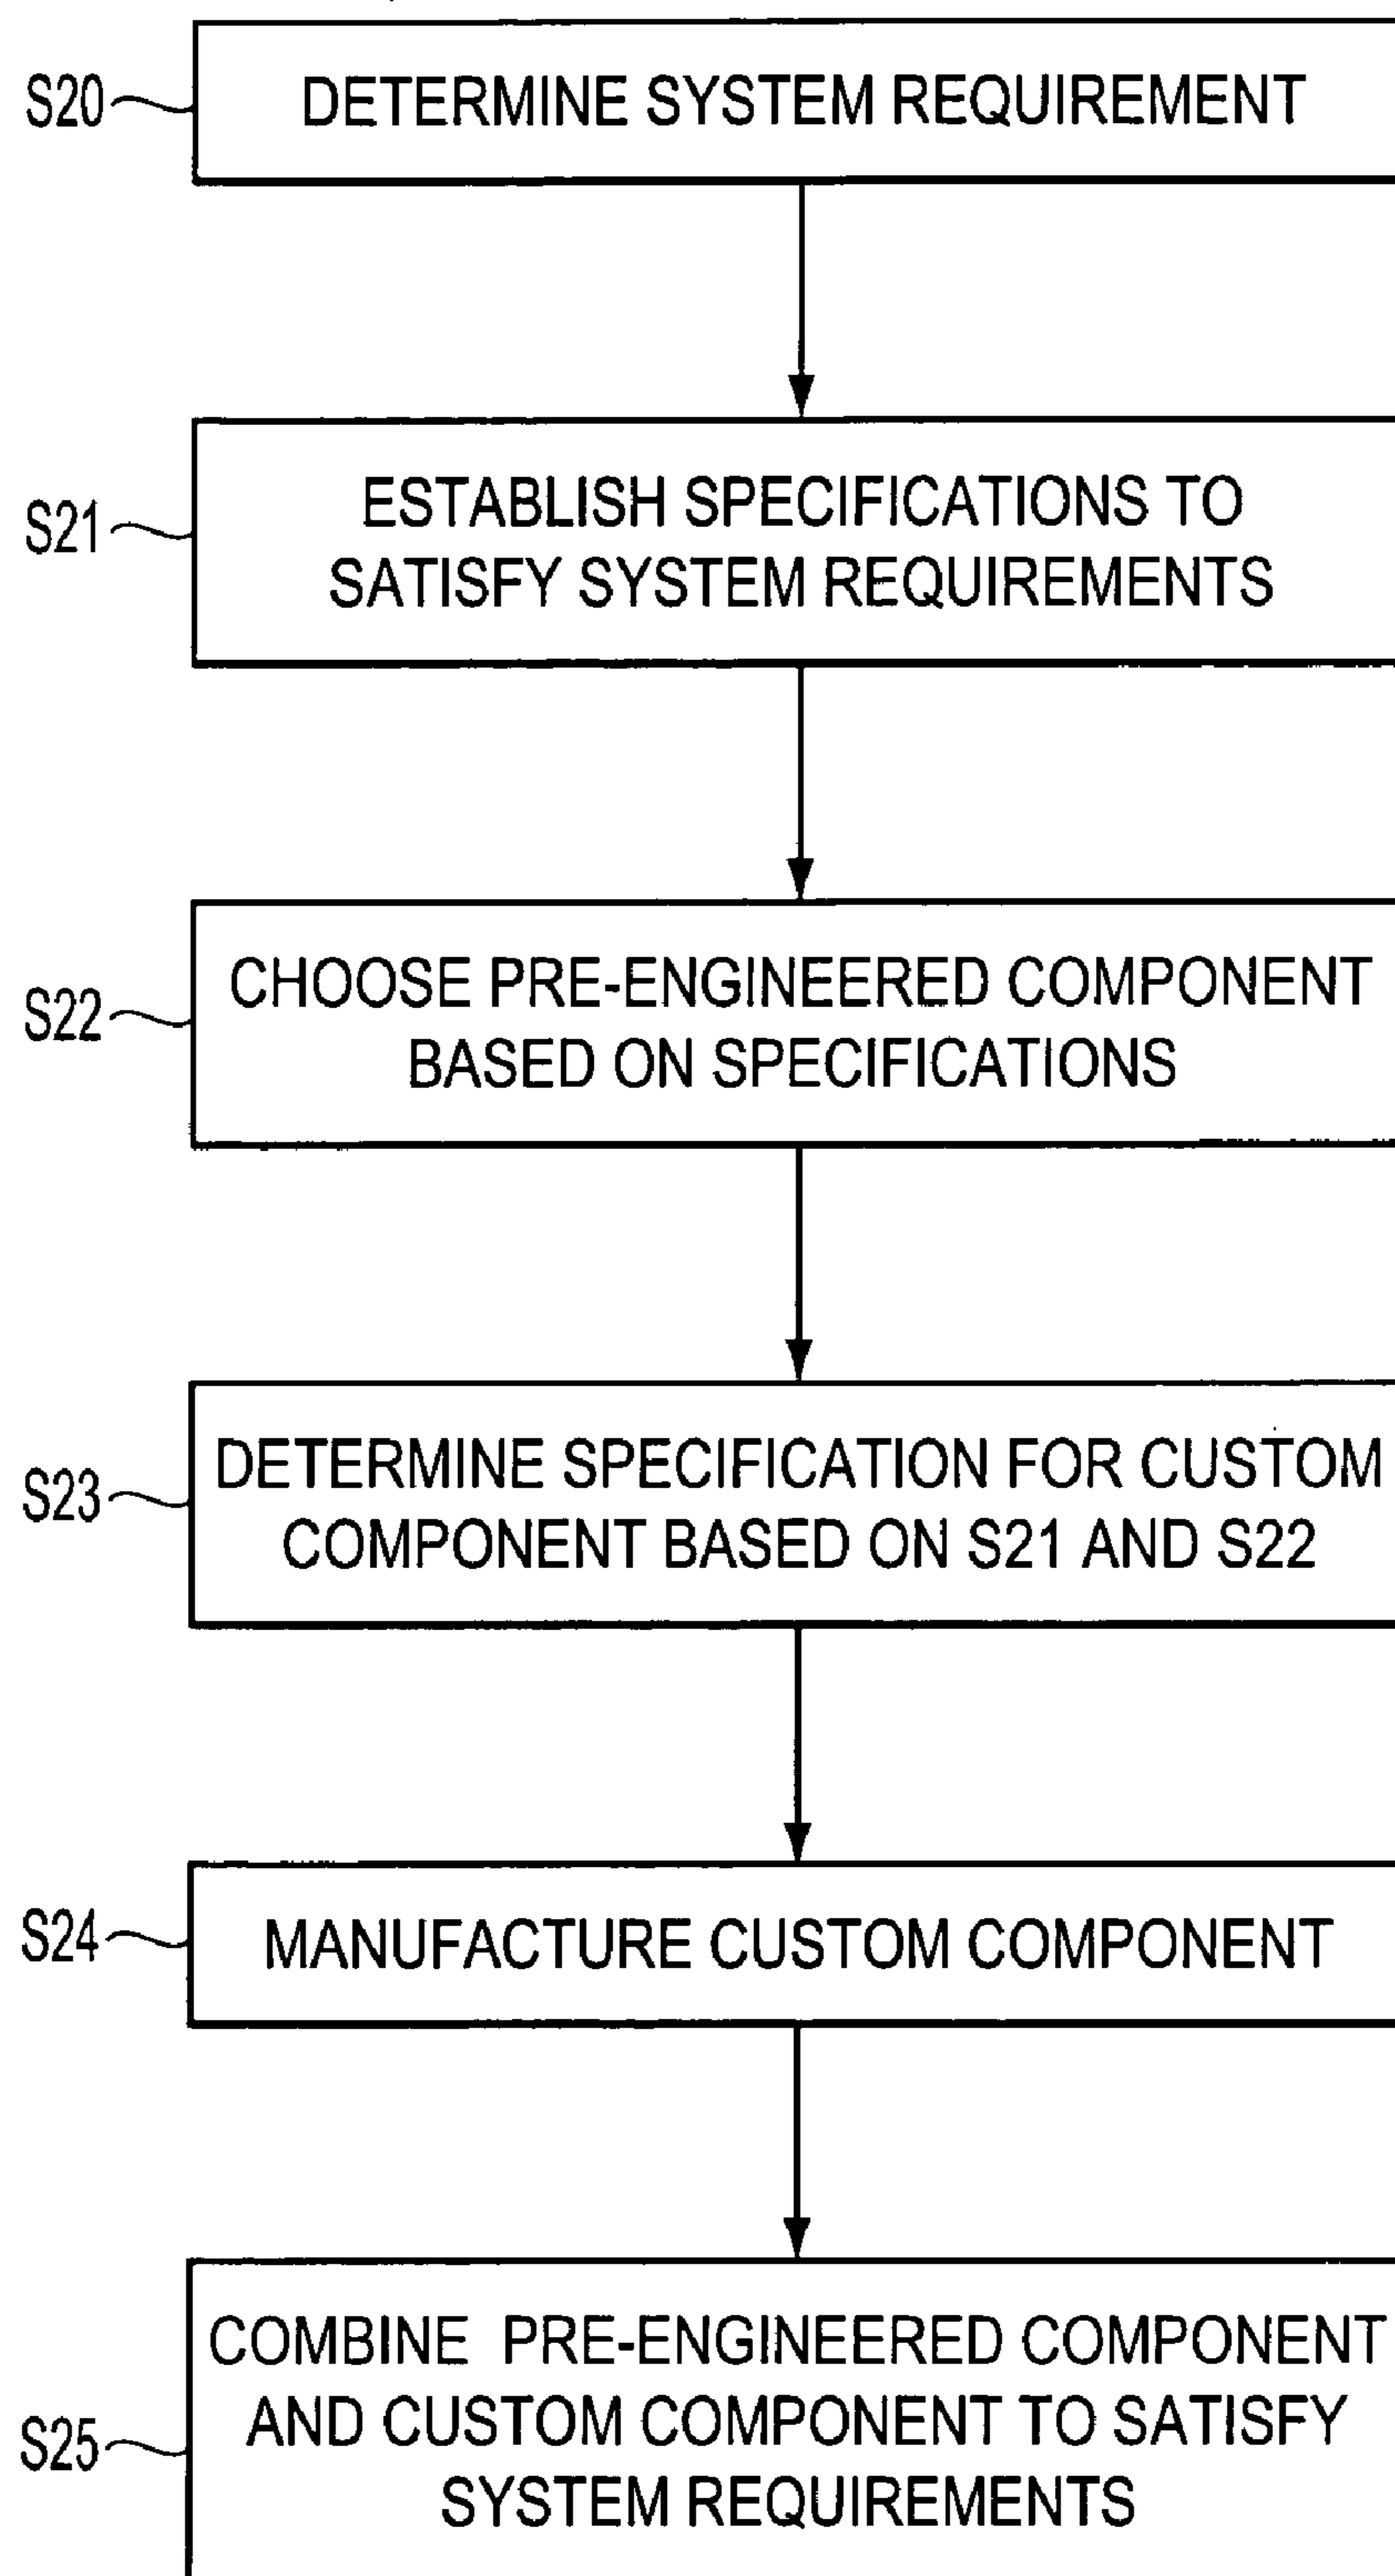 S20
DETERMINE SYSTEM REQUIREMENT
S21
ESTABLISH SPECIFICATIONS TO
SATISFY SYSTEM REQUIREMENTS
S22
CHOOSE PRE-ENGINEERED COMPONENT
BASED ON SPECIFICATIONS
S23
DETERMINE SPECIFICATION FOR CUSTOM
COMPONENT BASED ON S21 AND S22
S24
MANUFACTURE CUSTOM COMPONENT
S25
COMBINE PRE-ENGINEERED COMPONENT
AND CUSTOM COMPONENT TO SATISFY
SYSTEM REQUIREMENTS